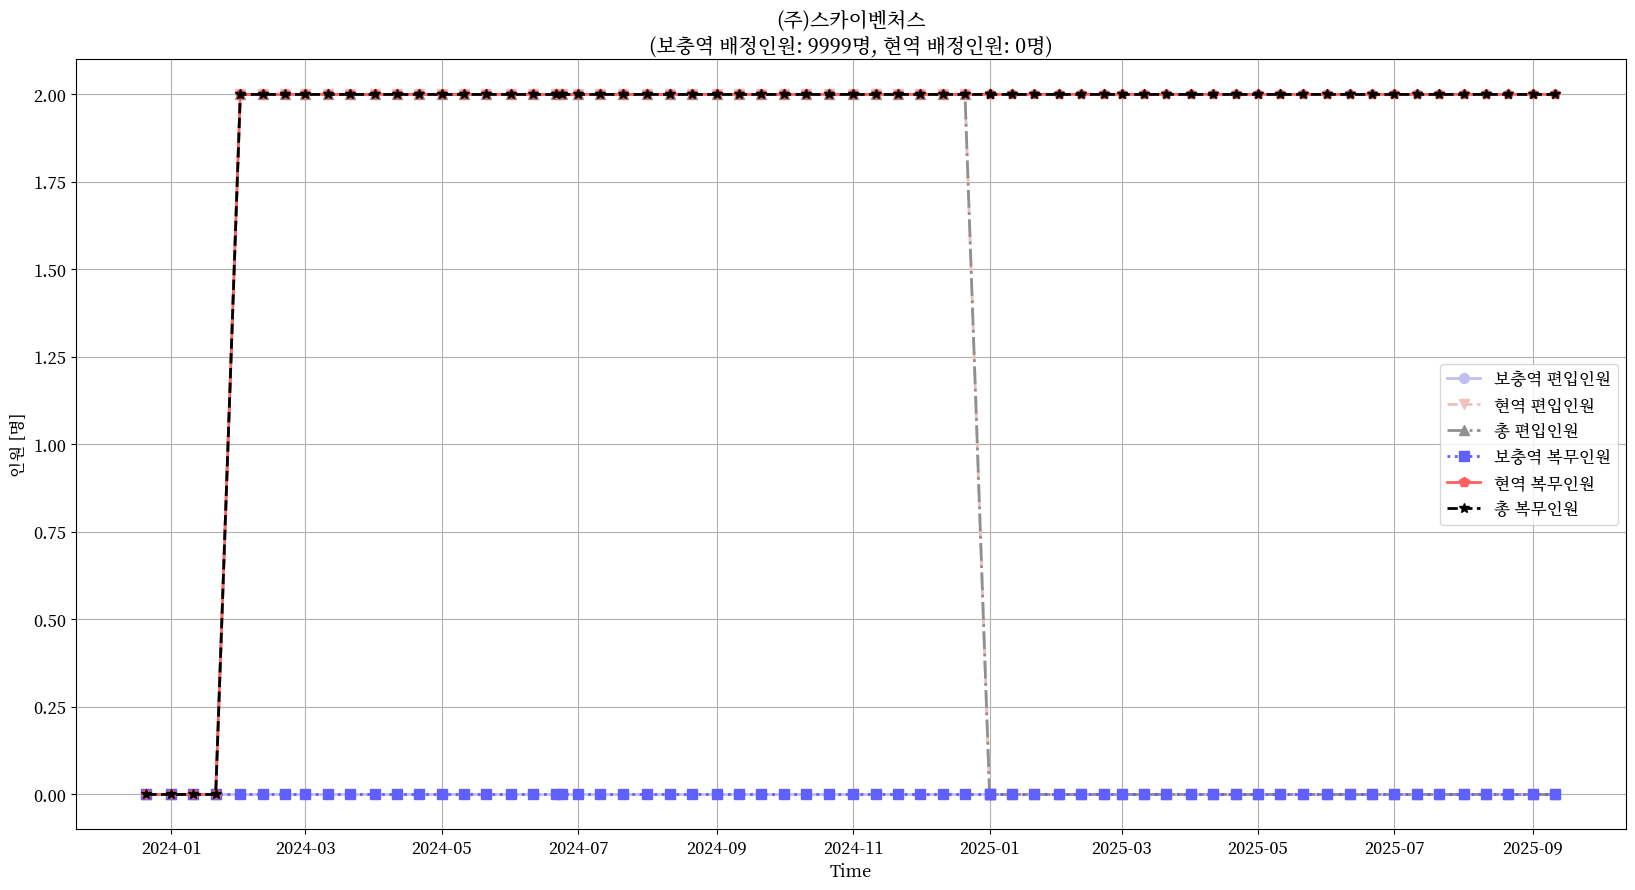 (주)스카이벤처스
(보충역 배정인원: 9999명, 현역 배정인원: 0명)
인원 [명]
2.00
1.75
1.50
1.25
1.00
0.75
0.50
0.25
0.00
보충역 편입인원
현역 편입인원
총 편입인원
보충역 복무인원
현역 복무인원
총 복무인원
2024-01
2024-03
2024-05
2024-07
2024-09
2024-11
2025-01
2025-03
2025-05
2025-07
2025-09
Time